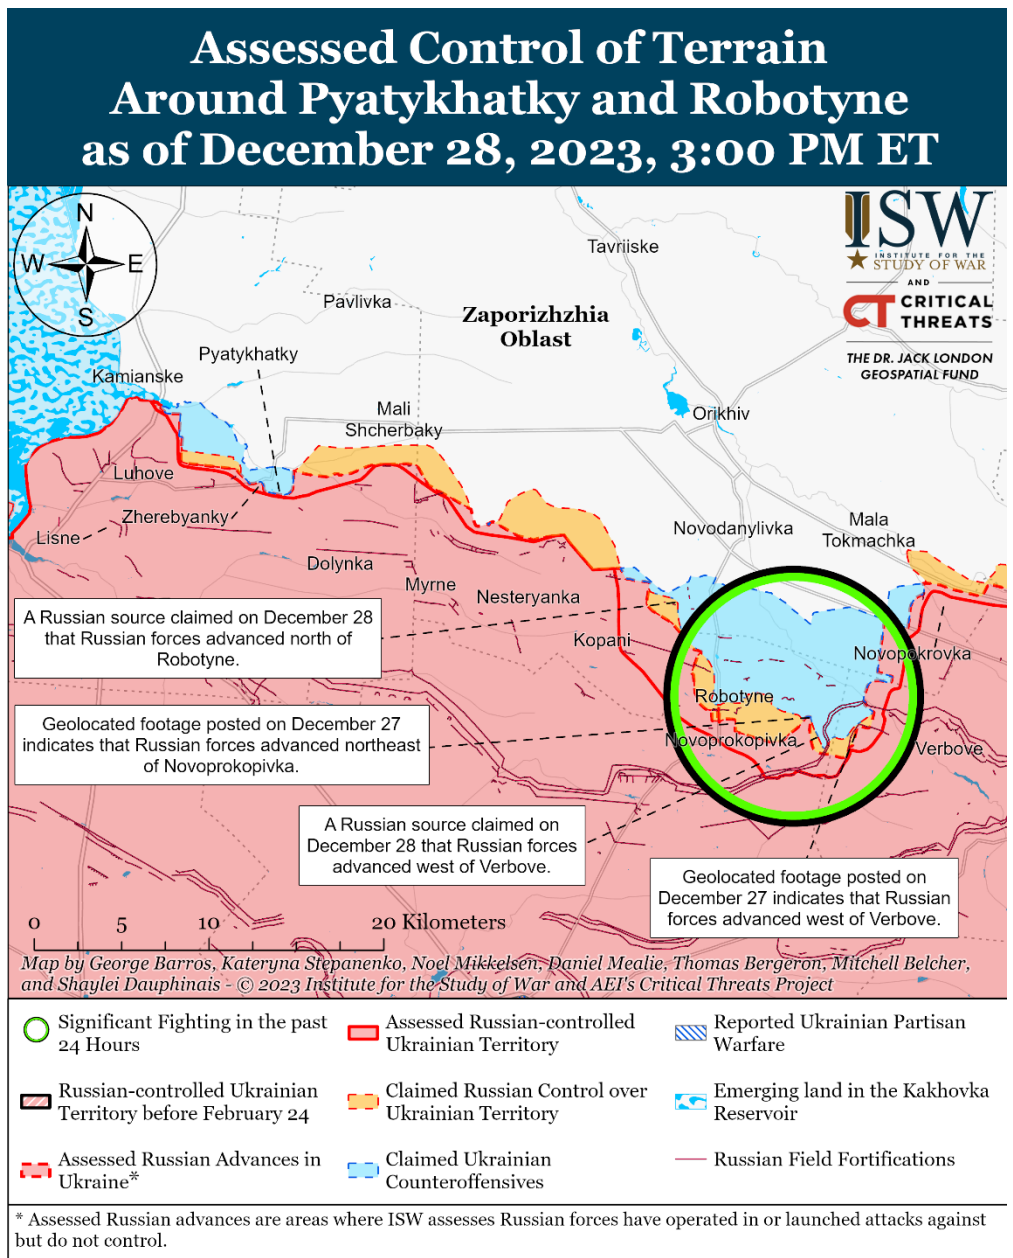 Assessed Control of Terrain
Around Pyatykhatky and Robotyne
as of December 28, 2023, 3:00 PM ET
N
W
E
S
ISW
INSTITUTE FOR THE
STUDY OF WAR
AND
CT CRITICAL
THREATS
THE DR. JACK LONDON
GEOSPATIAL FUND
Tavriiske
Pavlivka
Zaporizhzhia
Oblast
Pyatykhatky
Kamianske
Mali
Shcherbaky
Orikhiv
Luhove
Zherebyanky
Lisne
Novodanylivka
Mala
Tokmachka
Dolynka
Myrne
Nesteryanka
Kopani
Novopokrovka
Robotyne
Novoprokopivka
Verbove
A Russian source claimed on December 28
that Russian forces advanced north of
Robotyne.
Geolocated footage posted on December 27
indicates that Russian forces advanced northeast
of Novoprokopivka.
A Russian source claimed on
December 28 that Russian forces
advanced west of Verbove.
Geolocated footage posted on
December 27 indicates that Russian
forces advanced west of Verbove.
0 5 10 20 Kilometers
Map by George Barros, Kateryna Stepanenko, Noel Mikkelsen, Daniel Mealie, Thomas Bergeron, Mitchell Belcher,
and Shaylei Dauphinais - © 2023 Institute for the Study of War and AEI's Critical Threats Project
Significant Fighting in the past
24 Hours
Assessed Russian-controlled
Ukrainian Territory
Reported Ukrainian Partisan
Warfare
Russian-controlled Ukrainian
Territory before February 24
Claimed Russian Control over
Ukrainian Territory
Emerging land in the Kakhovka
Reservoir
Assessed Russian Advances in
Ukraine*
Claimed Ukrainian
Counteroffensives
Russian Field Fortifications
* Assessed Russian advances are areas where ISW assesses Russian forces have operated in or launched attacks against
but do not control.